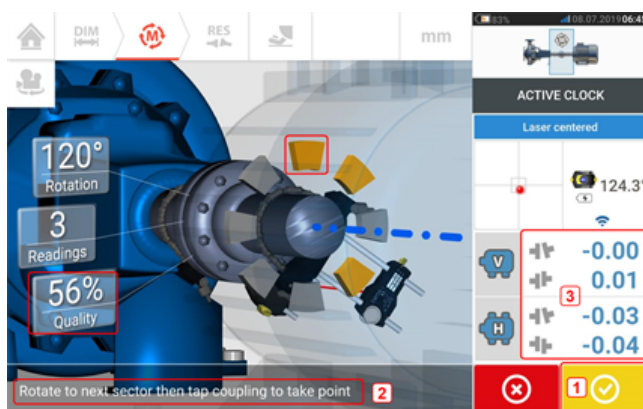 DIM
M
RES
mm
83%
08.07.2019 06:45
ACTIVE CLOCK
Laser centered
124.3°
120°
Rotation
3
Readings
56%
Quality
V
-0.00
0.01
3
H
-0.03
-0.04
Rotate to next sector then tap coupling to take point
2
1